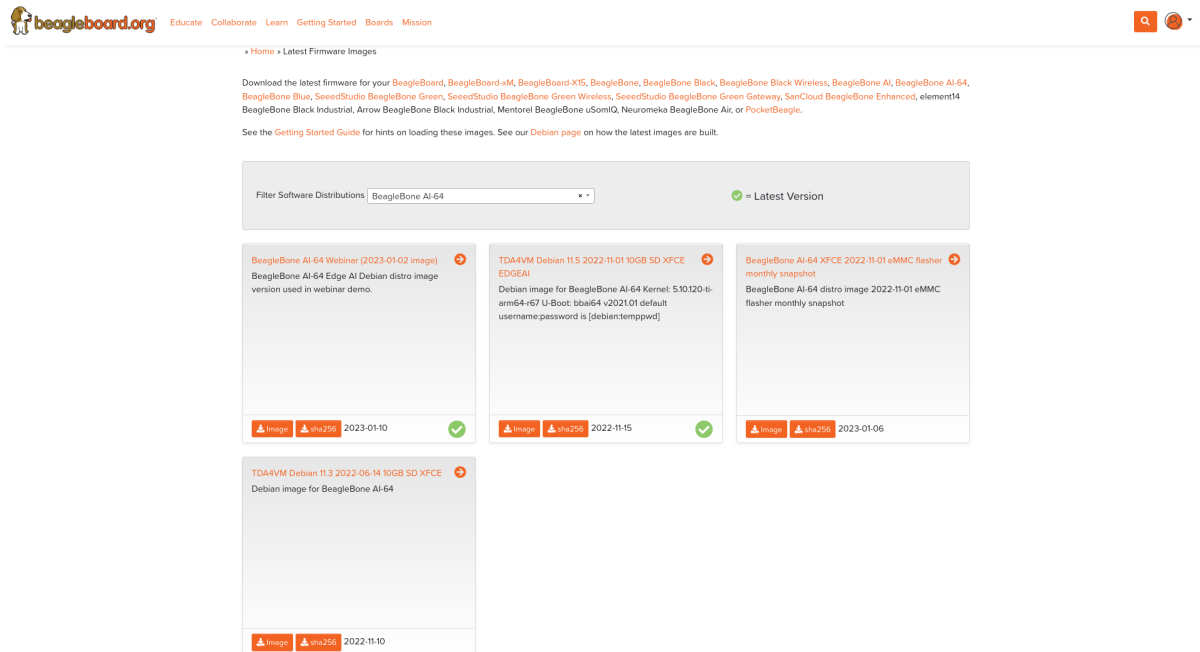 beagleboard.org Educate Collaborate Learn Getting Started Boards Mission
» Home » Latest Firmware Images
Download the latest firmware for your BeagleBoard, BeagleBoard-xM, BeagleBoard-X15, BeagleBone, BeagleBone Black, BeagleBone Black Wireless, BeagleBone AI, BeagleBone AI-64,
BeagleBone Blue, SeeedStudio BeagleBone Green, SeeedStudio BeagleBone Green Wireless, SeeedStudio BeagleBone Green Gateway, SanCloud BeagleBone Enhanced, element14
BeagleBone Black Industrial, Arrow BeagleBone Black Industrial, Mentorel BeagleBone uSomIQ, Neuromeka BeagleBone Air, or PocketBeagle.
See the Getting Started Guide for hints on loading these images. See our Debian page on how the latest images are built.
Filter Software Distributions BeagleBone AI-64 × = Latest Version
BeagleBone AI-64 Webinar (2023-01-02 image)
BeagleBone AI-64 Edge AI Debian distro image
version used in webinar demo.
Image sha256 2023-01-10
TDA4VM Debian 11.5 2022-11-01 10GB SD XFCE
EDGEAI
Debian image for BeagleBone AI-64 Kernel: 5.10.120-ti-
arm64-r67 U-Boot: bbai64 v2021.01 default
username:password is [debian:temppwd]
Image sha256 2022-11-15
BeagleBone AI-64 XFCE 2022-11-01 eMMC flasher
monthly snapshot
BeagleBone AI-64 distro image 2022-11-01 eMMC
flasher monthly snapshot
Image sha256 2023-01-06
TDA4VM Debian 11.3 2022-06-14 10GB SD XFCE
Debian image for BeagleBone AI-64
Image sha256 2022-11-10